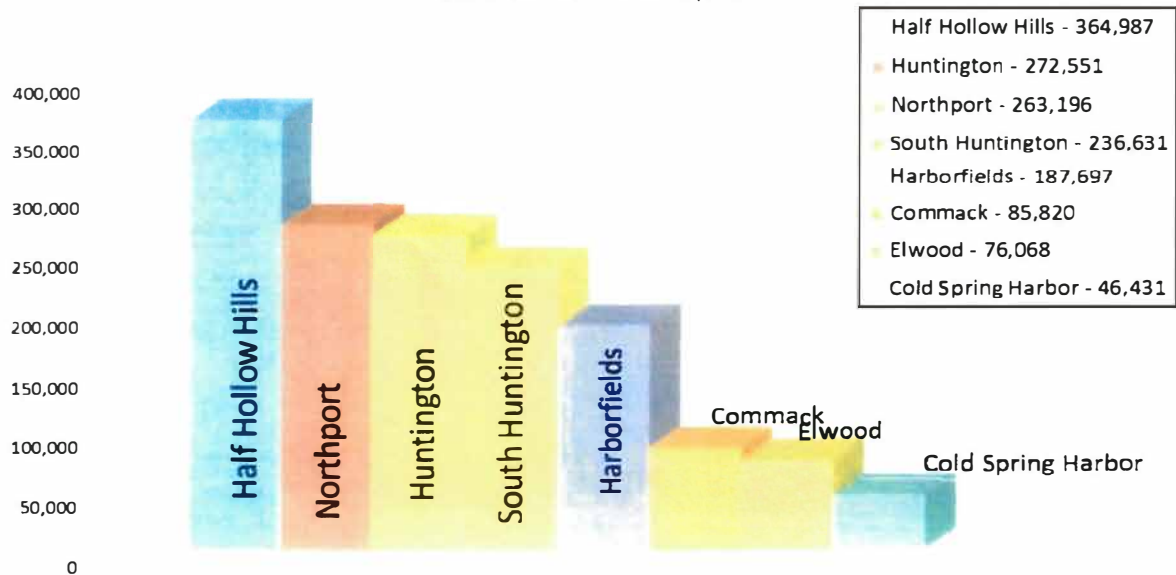 Half Hollow Hills - 364,987
Huntington - 272,551
Northport - 263,196
South Huntington - 236,631
Harborfields - 187,697
Commack - 85,820
Elwood - 76,068
Cold Spring Harbor - 46,431
400,000
350,000
300,000
250,000
200,000
150,000
100,000
50,000
0
Half Hollow Hills
Northport
Huntington
South Huntington
Harborfields
Commack
Elwood
Cold Spring Harbor